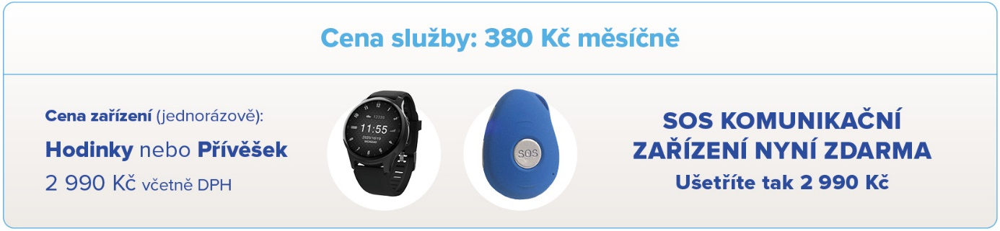 Cena služby: 380 Kč měsíčně
Cena zařízení (jednorázově):
Hodinky nebo Přívěšek
2 990 Kč včetně DPH
12335
11:55
2020/10/19
MONDAY
SOS
SOS KOMUNIKAČNÍ
ZAŘÍZENÍ NYNÍ ZDARMA
Ušetříte tak 2 990 Kč